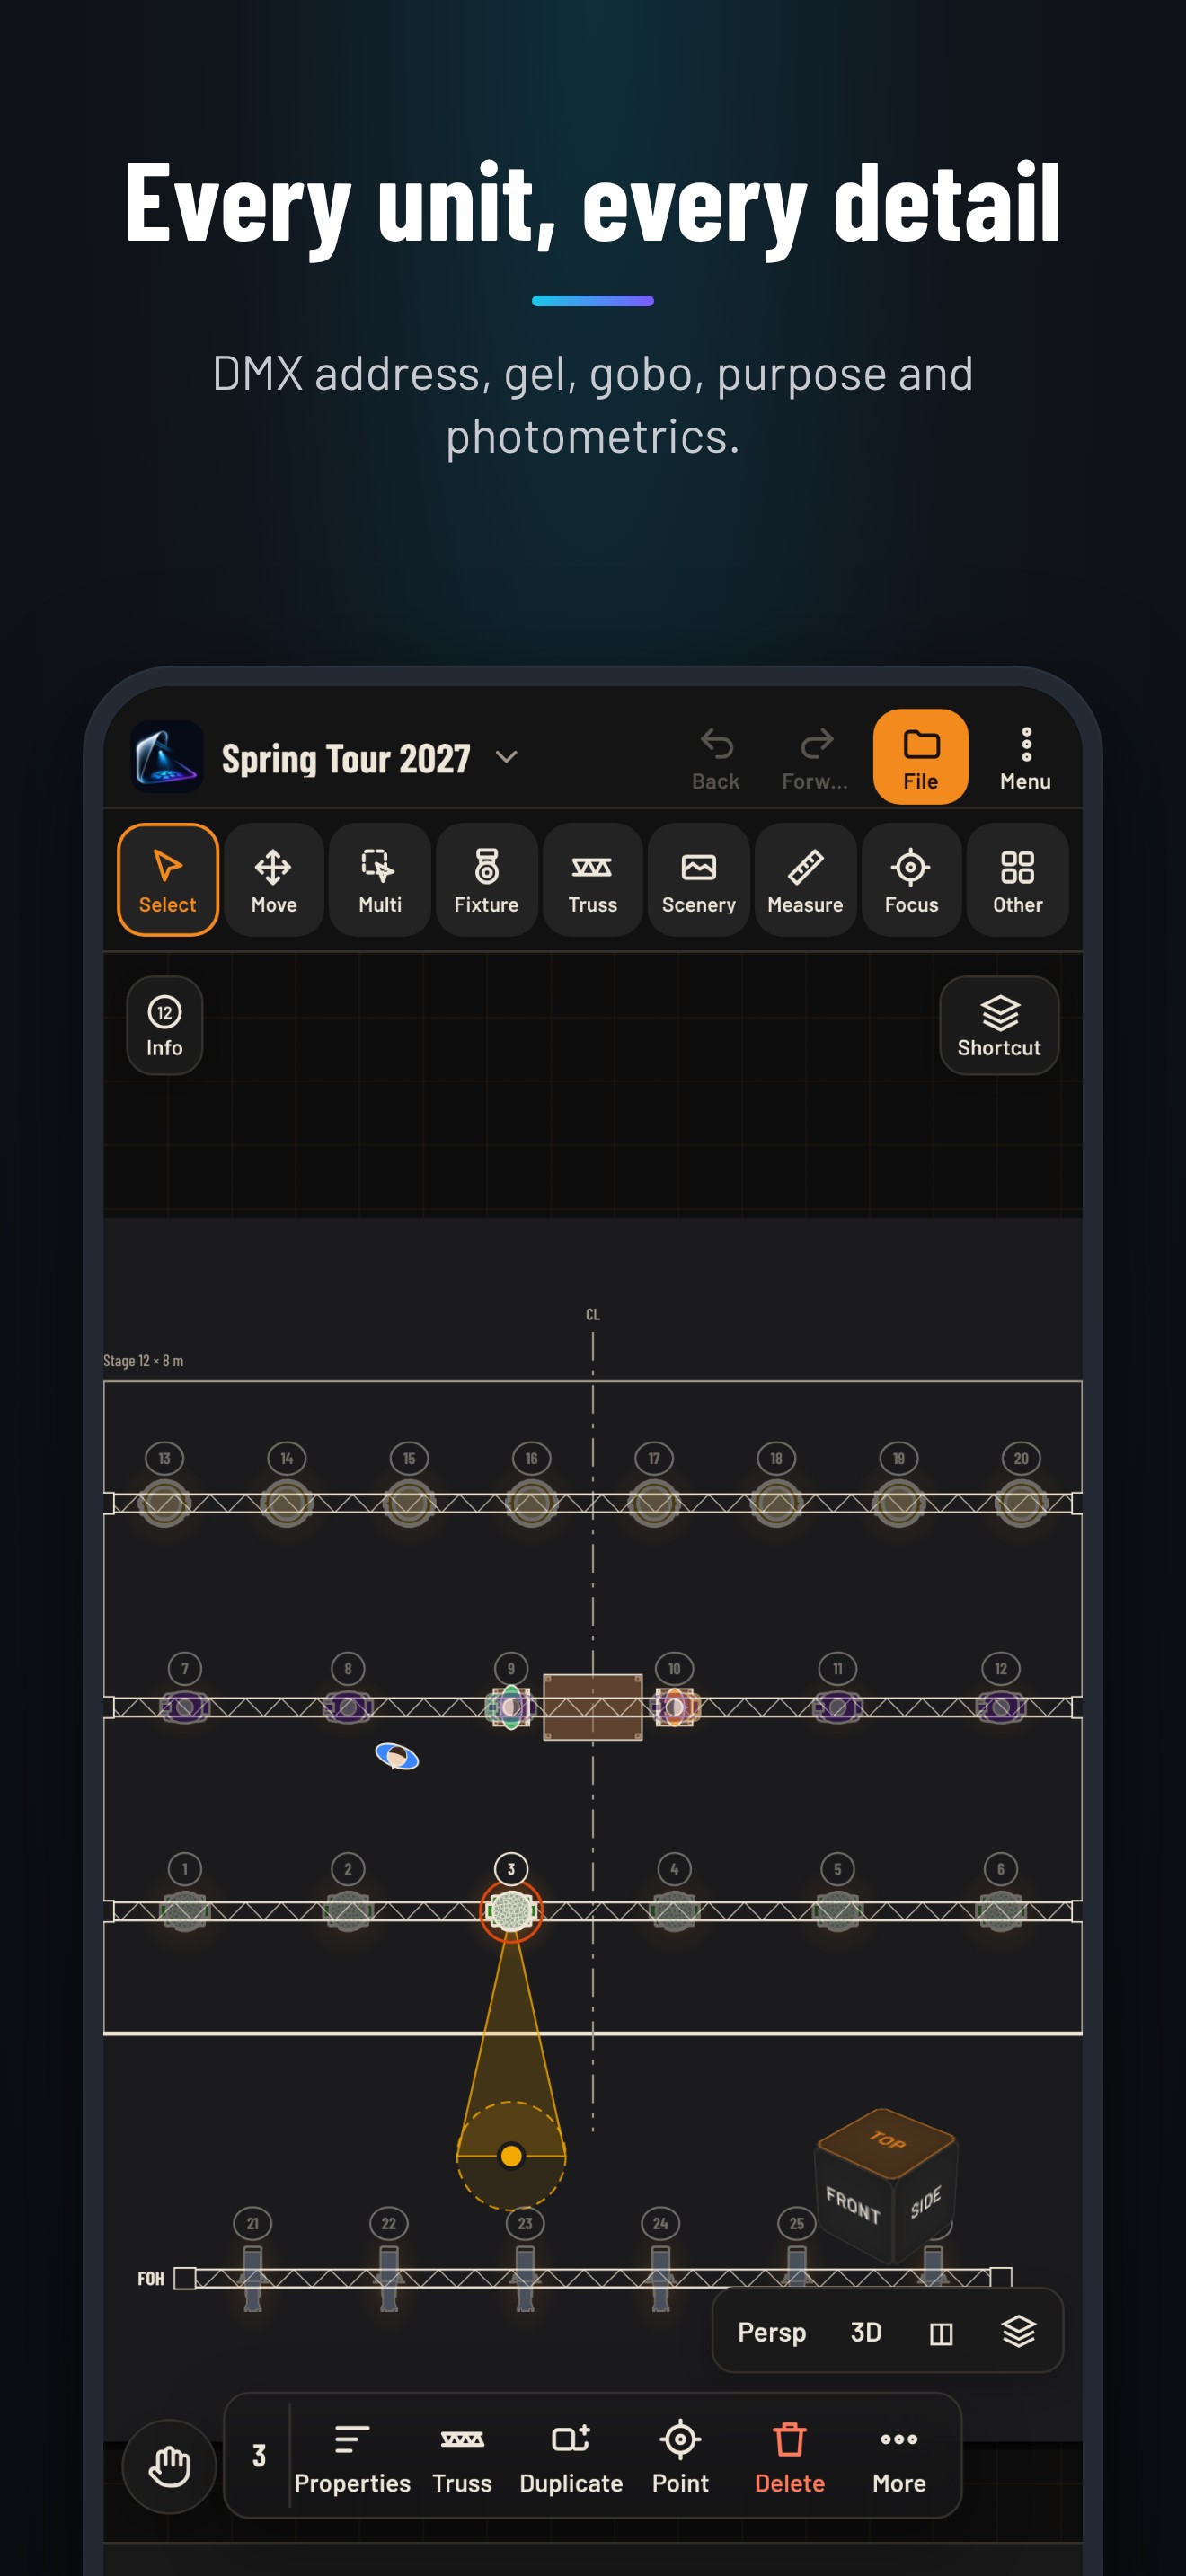 Every unit, every detail
DMX address, gel, gobo, purpose and
photometrics.
Spring Tour 2027
Back
Forw...
File
Menu
Select
Move
Multi
Fixture
Truss
Scenery
Measure
Focus
Other
12
Info
Shortcut
CL
Stage 12 × 8 m
13 14 15 16 17 18 19 20
7 8 9 10 11 12
1 2 3 4 5 6
TOP
FRONT
SIDE
21 22 23 24 25
FOH
Persp
3D
3
Properties
Truss
Duplicate
Point
Delete
More